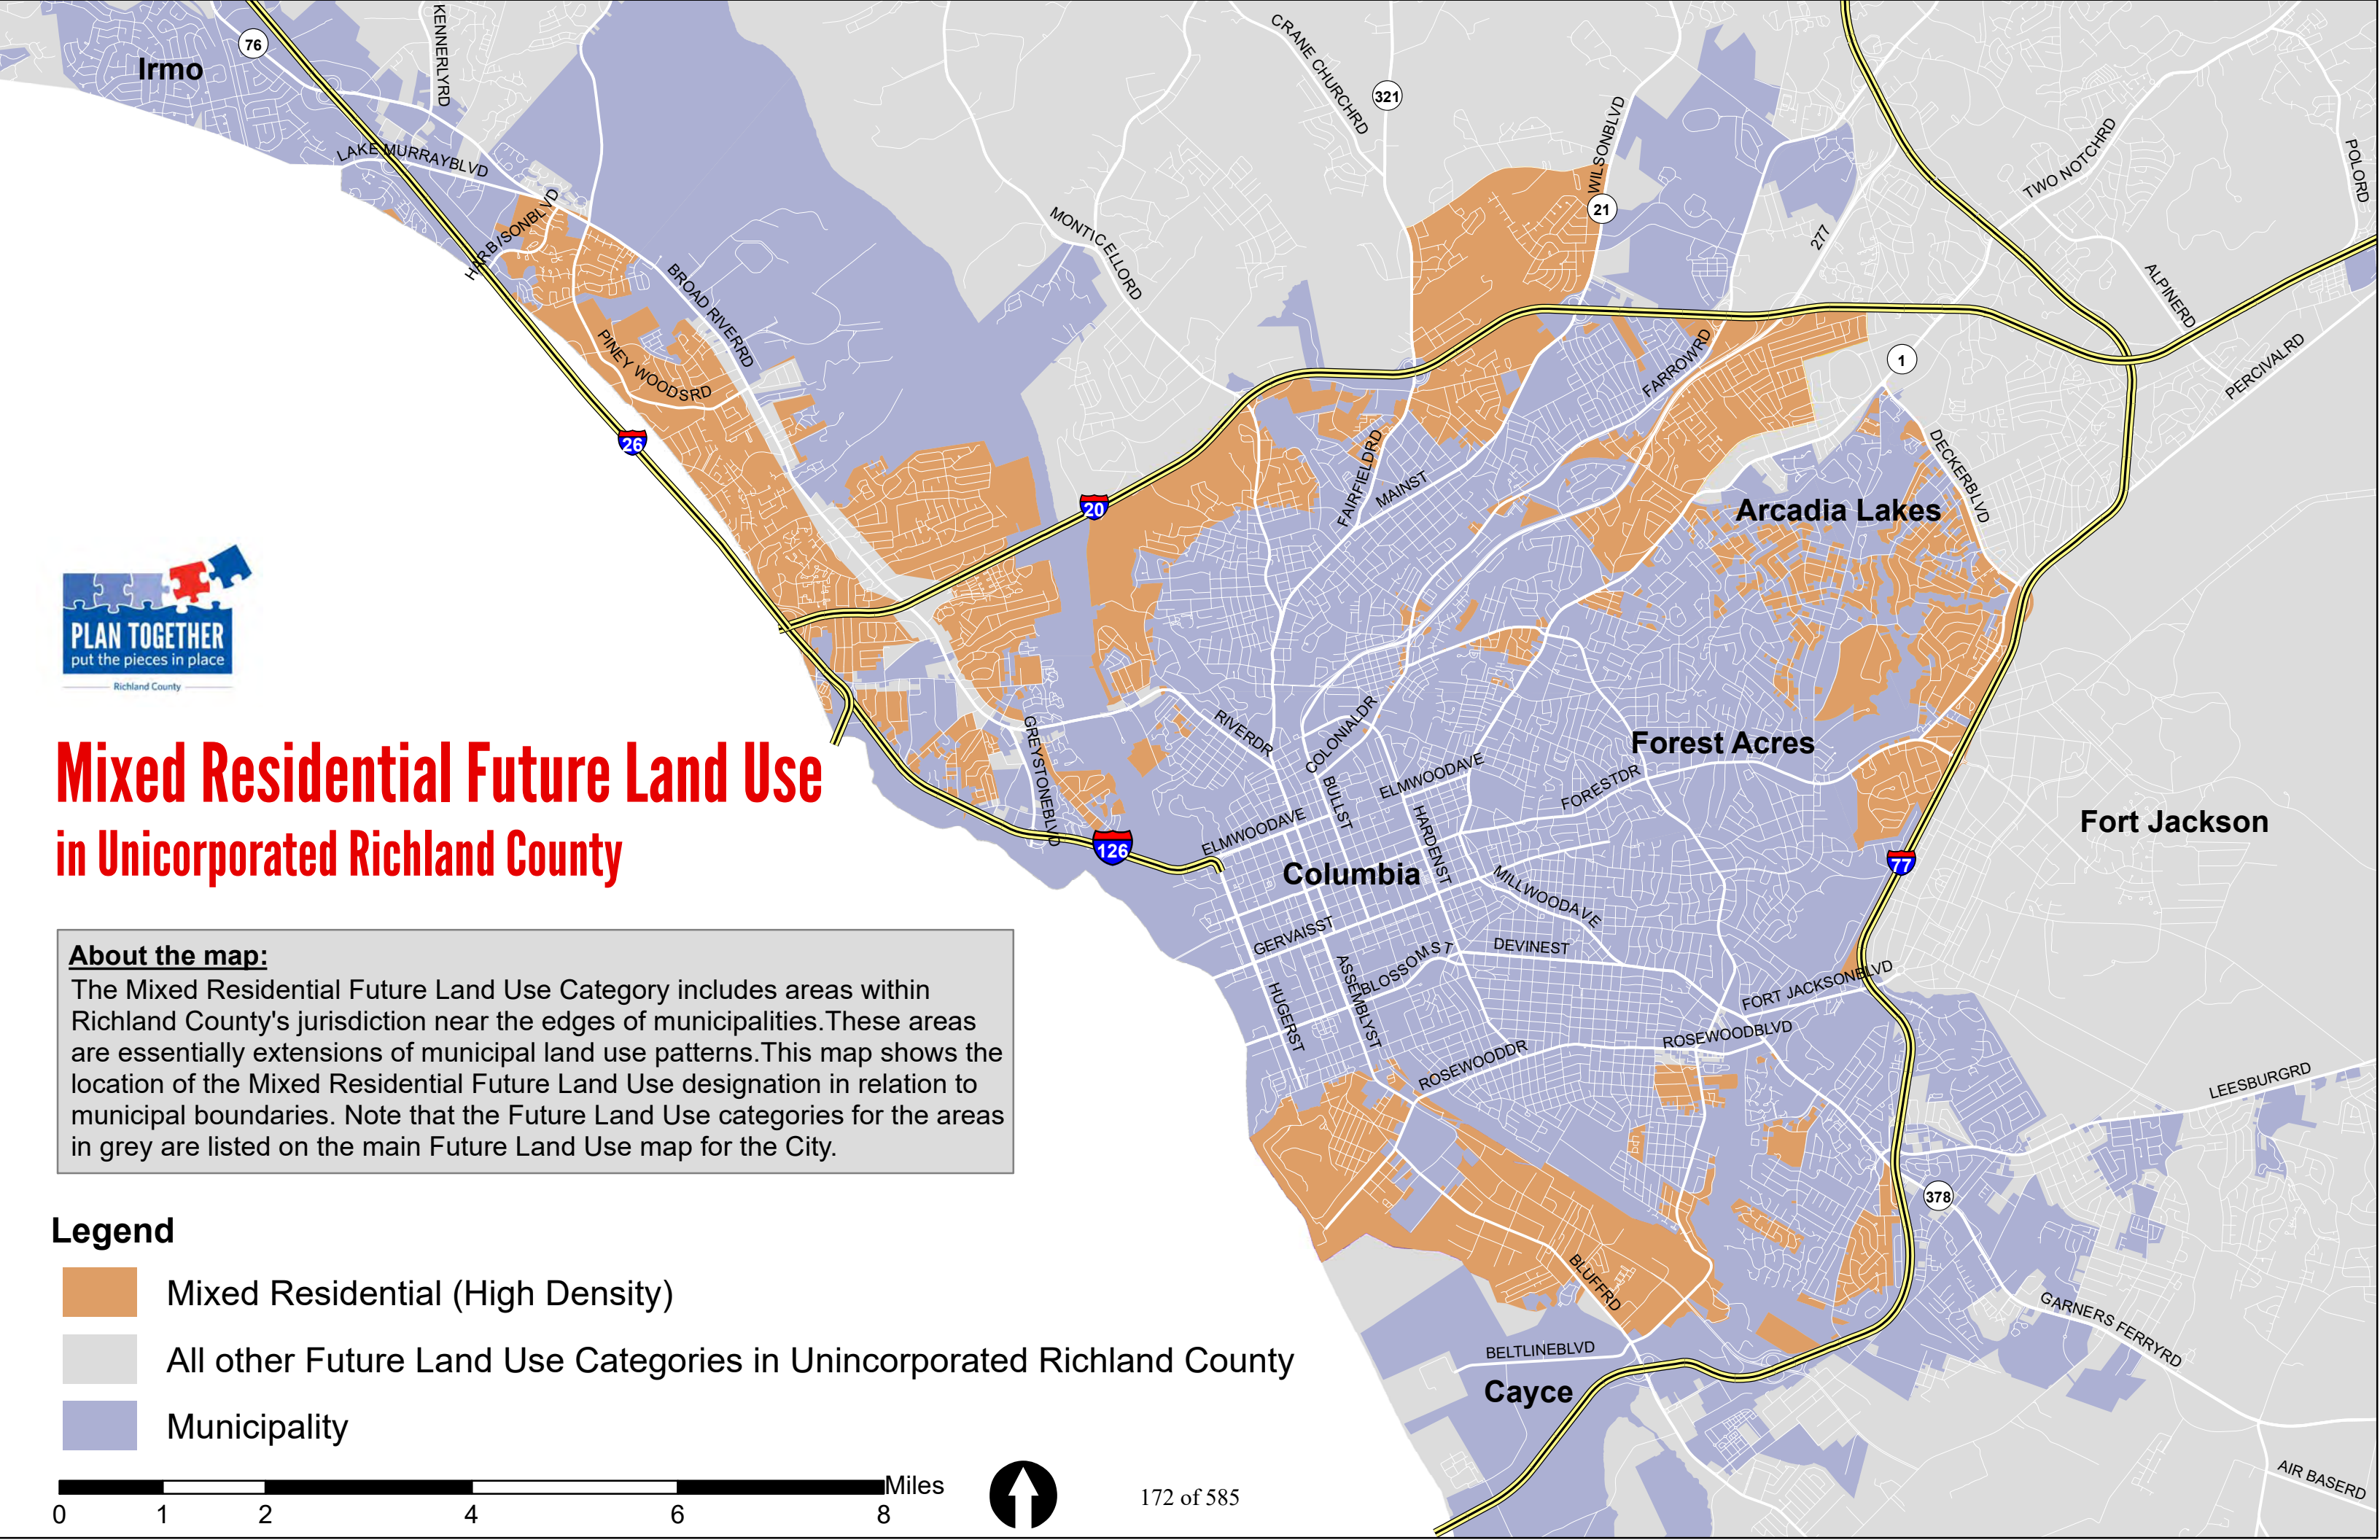 76
Irmo
KENNERLYRD
LAKE MURRAYBLVD
HARBISONBLVD
BROAD RIVERRD
PINEY WOODSRD
MONTICELLORD
CRANE CHURCHRD
321
WILSONBLVD
21
277
TWO NOTCHRD
POLORD
ALPINERD
PERCIVALRD
1
FARROWRD
DECKERBLVD
26
20
FAIRFIELDRD
MAINST
Arcadia Lakes
PLAN TOGETHER
put the pieces in place
Richland County
Mixed Residential Future Land Use
in Unicorporated Richland County
RIVERDR
COLONIALDR
GREYSTONEBLVD
BULLST
ELMWOODAVE
ELMWOODAVE
HARDENST
FORESTDR
Forest Acres
Fort Jackson
126
77
Columbia
MILLWOODAVE
GERVAISST
BLOSSOMST
DEVINEST
ASSEMBLYST
HUGERST
FORT JACKSONBLVD
ROSEWOODBLVD
ROSEWOODDR
LEESBURGRD
378
BLUFFRD
GARNERS FERRYRD
BELTLINEBLVD
Cayce
AIR BASERD
About the map:
The Mixed Residential Future Land Use Category includes areas within
Richland County's jurisdiction near the edges of municipalities.These areas
are essentially extensions of municipal land use patterns.This map shows the
location of the Mixed Residential Future Land Use designation in relation to
municipal boundaries. Note that the Future Land Use categories for the areas
in grey are listed on the main Future Land Use map for the City.
Legend
Mixed Residential (High Density)
All other Future Land Use Categories in Unincorporated Richland County
Municipality
Miles
0 1 2 4 6 8
172 of 585